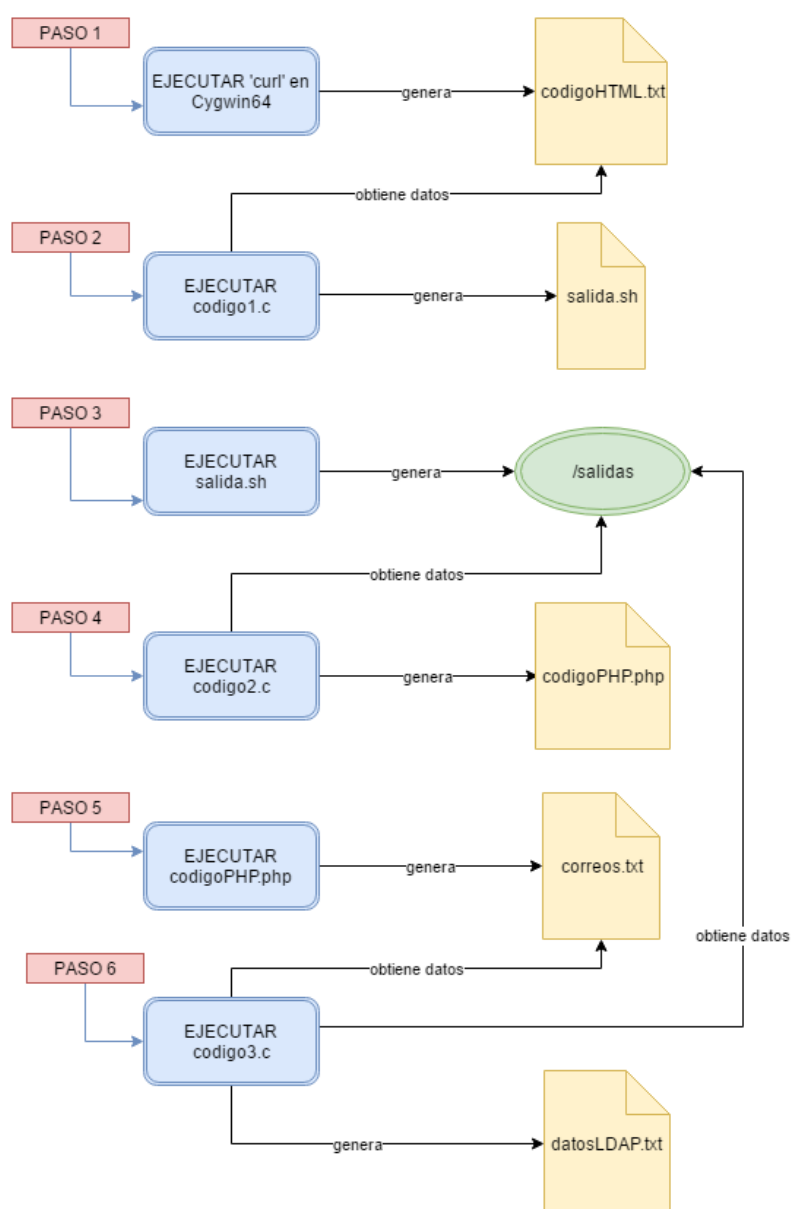 PASO 1
EJECUTAR 'curl' en
Cygwin64
genera
codigoHTML.txt
obtiene datos
PASO 2
EJECUTAR
codigo1.c
genera
salida.sh
PASO 3
EJECUTAR
salida.sh
genera
/salidas
obtiene datos
PASO 4
EJECUTAR
codigo2.c
genera
codigoPHP.php
PASO 5
EJECUTAR
codigoPHP.php
genera
correos.txt
obtiene datos
PASO 6
obtiene datos
EJECUTAR
codigo3.c
genera
datosLDAP.txt